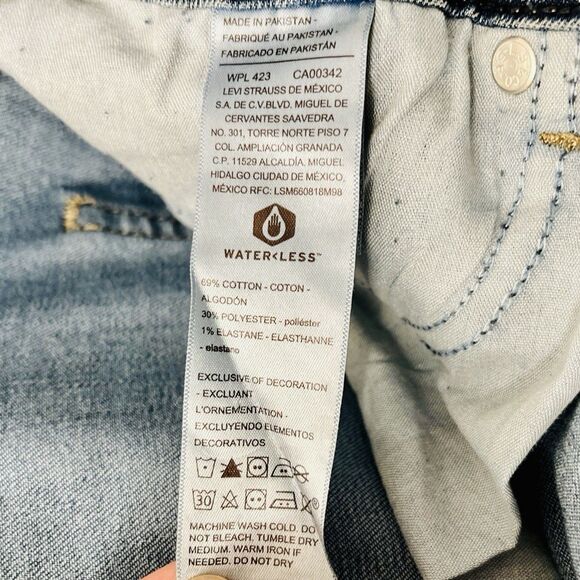 MADE IN PAKISTAN -
FABRIQUÉ AU PAKISTAN -
FABRICADO EN PAKISTÁN
WPL 423 CA00342
LEVI STRAUSS DE MÉXICO
S.A. DE C.V.BLVD. MIGUEL DE
CERVANTES SAAVEDRA
NO. 301, TORRE NORTE PISO 7
COL. AMPLIACIÓN GRANADA
C.P. 11529 ALCALDÍA. MIGUEL
HIDALGO CIUDAD DE MÉXICO,
MÉXICO RFC: LSM660818M98
WATER<LESS™
69% COTTON - COTON -
ALGODÓN
30% POLYESTER - poliéster
1% ELASTANE - ELASTHANNE
- elastano
EXCLUSIVE OF DECORATION
- EXCLUANT
L'ORNEMENTATION -
EXCLUYENDO ELEMENTOS
DECORATIVOS
30
MACHINE WASH COLD. DO
NOT BLEACH. TUMBLE DRY
MEDIUM. WARM IRON IF
NEEDED. DO NOT DRY